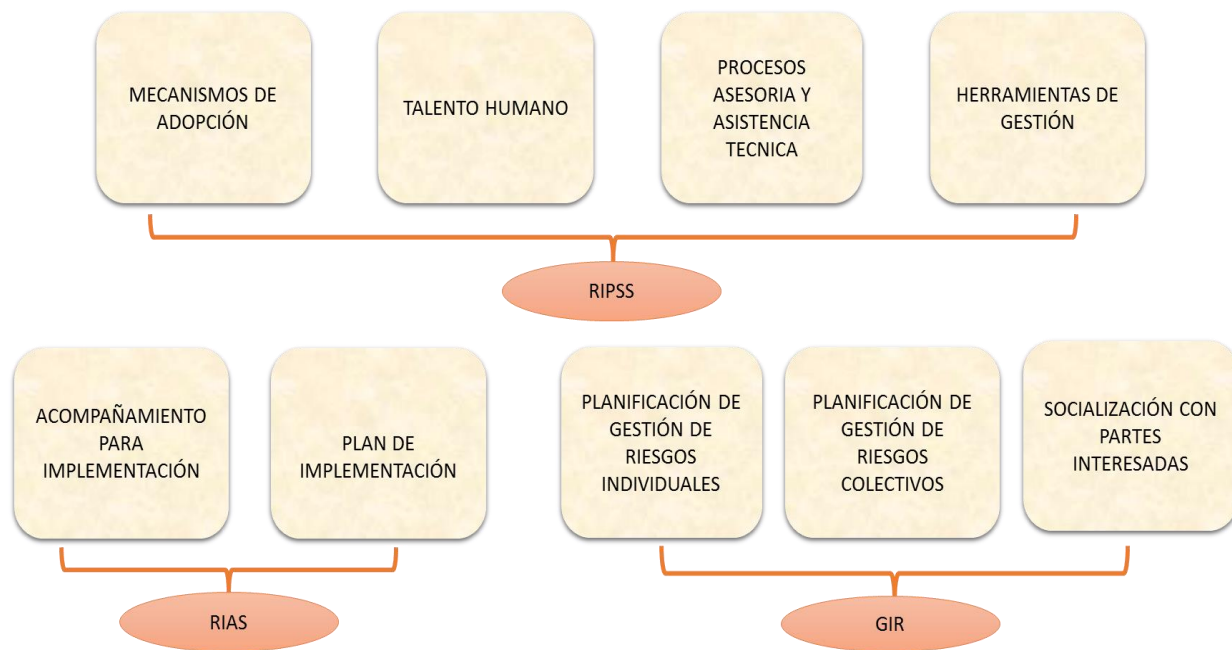 MECANISMOS DE
ADOPCIÓN
TALENTO HUMANO
PROCESOS
ASESORIA Y
ASISTENCIA
TECNICA
HERRAMIENTAS DE
GESTIÓN
RIPSS
ACOMPAÑAMIENTO
PARA
IMPLEMENTACIÓN
PLAN DE
IMPLEMENTACIÓN
PLANIFICACIÓN DE
GESTIÓN DE
RIESGOS
INDIVIDUALES
PLANIFICACIÓN DE
GESTIÓN DE
RIESGOS
COLECTIVOS
SOCIALIZACIÓN CON
PARTES
INTERESADAS
RIAS
GIR